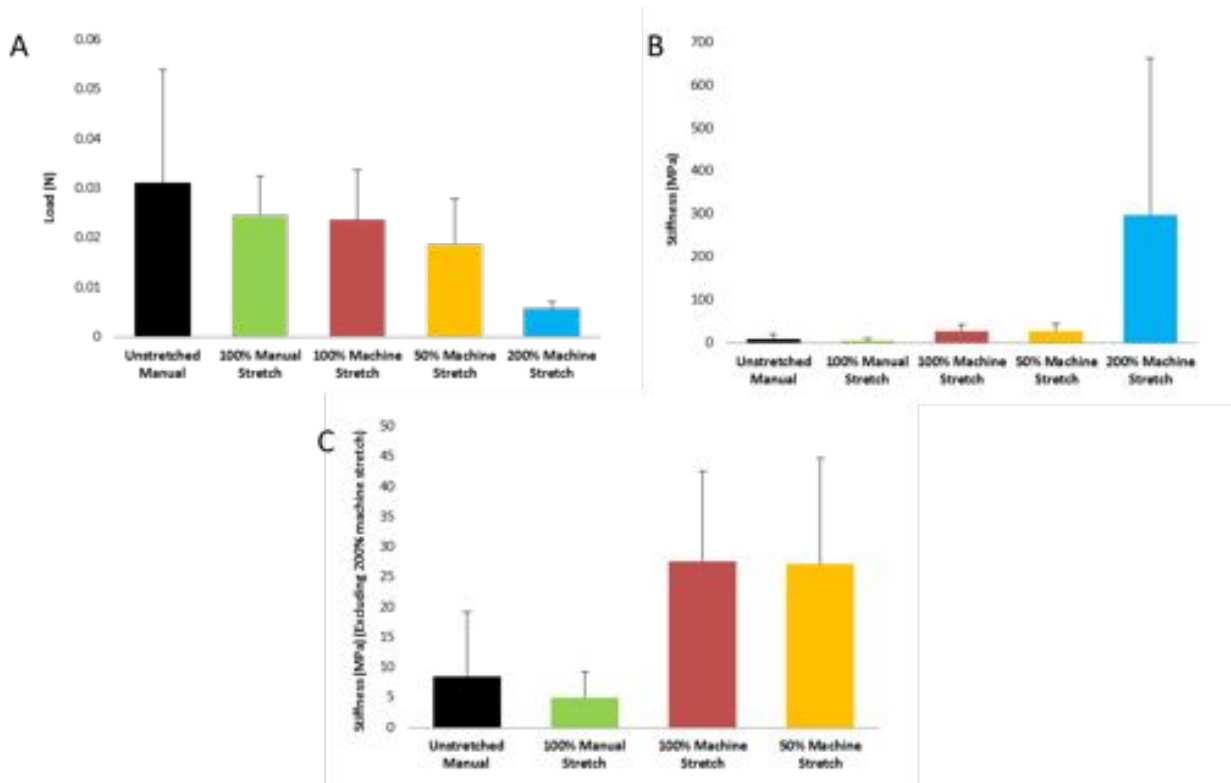 A
0.06
0.05
0.04
0.03
0.02
0.01
0
Load (N)
Unstretched 100% Manual 100% Machine 50% Machine 200% Machine
Manual Stretch Stretch Stretch Stretch
B
700
600
500
400
300
200
100
0
Stiffness (MPa)
Unstretched 100% Manual 100% Machine 50% Machine 200% Machine
Manual Stretch Stretch Stretch Stretch
C
50
45
40
35
30
25
20
15
10
5
0
Stiffness (MPa) (Excluding 200% machine stretch)
Unstretched 100% Manual 100% Machine 50% Machine
Manual Stretch Stretch Stretch